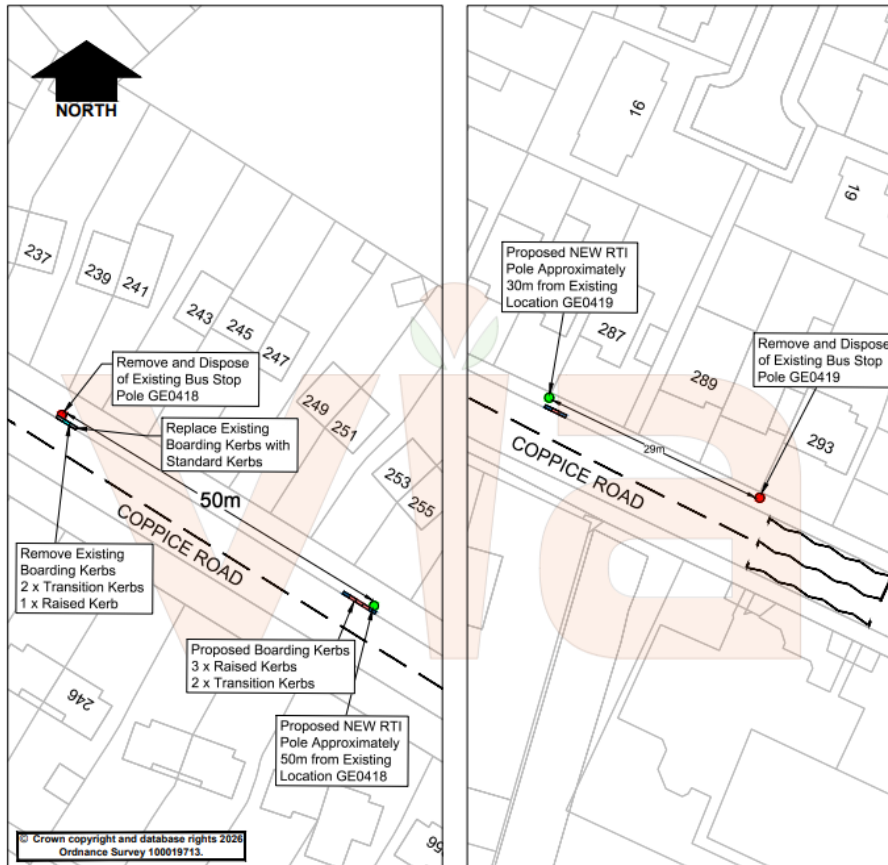 NORTH
237
239
241
243
245
247
Remove and Dispose
of Existing Bus Stop
Pole GE0418
249
251
Replace Existing
Boarding Kerbs with
Standard Kerbs
253
255
50m
COPPICE ROAD
Remove Existing
Boarding Kerbs
2 x Transition Kerbs
1 x Raised Kerb
Proposed Boarding Kerbs
3 x Raised Kerbs
2 x Transition Kerbs
246
Proposed NEW RTI
Pole Approximately
50m from Existing
Location GE0418
99
© Crown copyright and database rights 2026
Ordnance Survey 100019713.
16
19
Proposed NEW RTI
Pole Approximately
30m from Existing
Location GE0419
287
Remove and Dispose
of Existing Bus Stop
Pole GE0419
289
293
29m
COPPICE ROAD
via